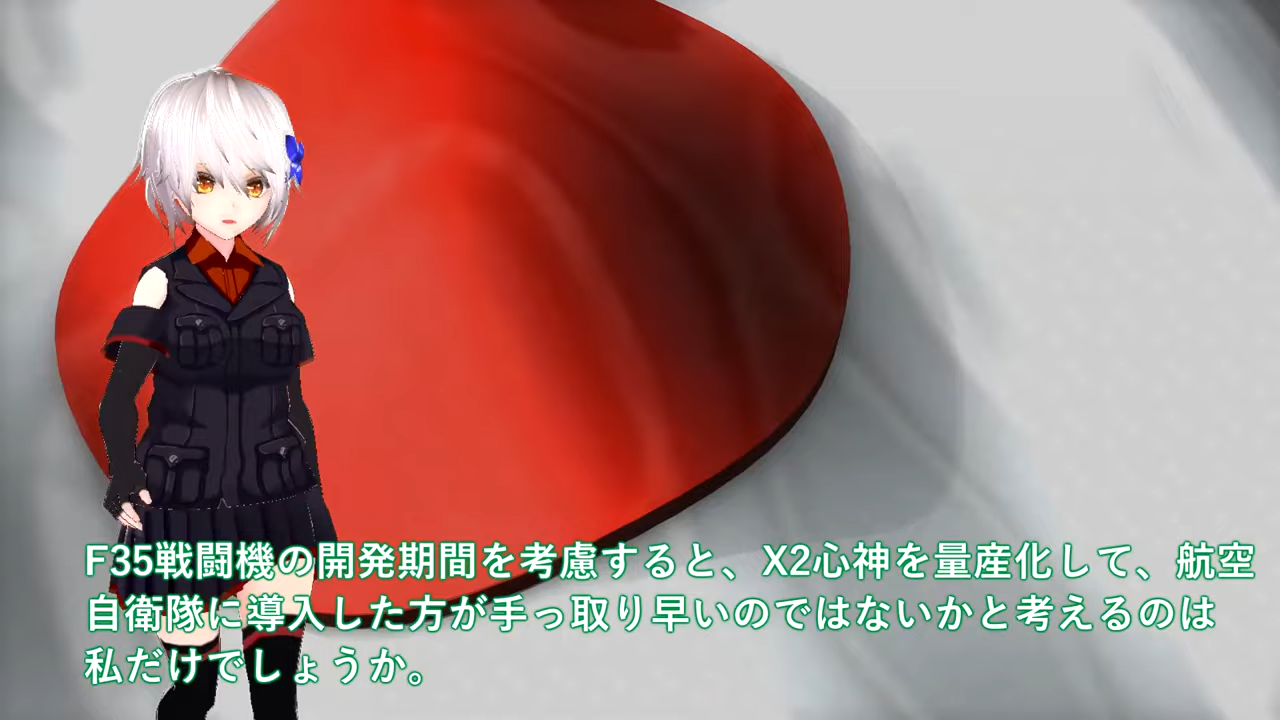 F35戦闘機の開発期間を考慮すると、X2心神を量産化して、航空
自衛隊に導入した方が手っ取り早いのではないかと考えるのは
私だけでしょうか。